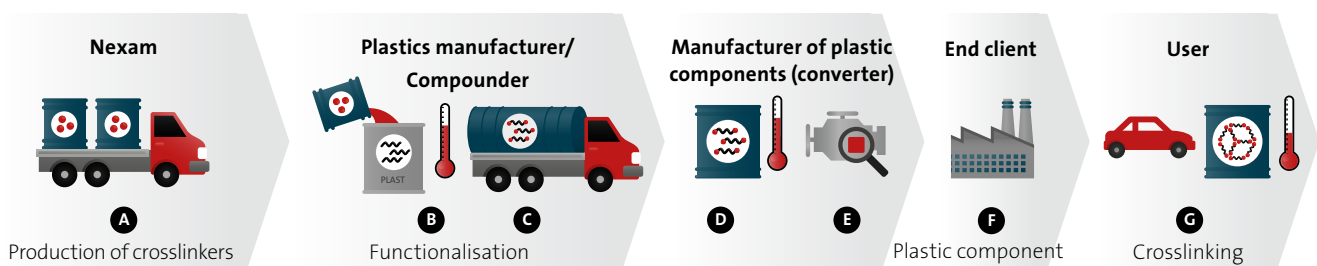 Nexam
Plastics manufacturer/
Compounder
Manufacturer of plastic
components (converter)
End client
User
PLAST
A
B
C
D
E
F
G
Production of crosslinkers
Functionalisation
Plastic component
Crosslinking